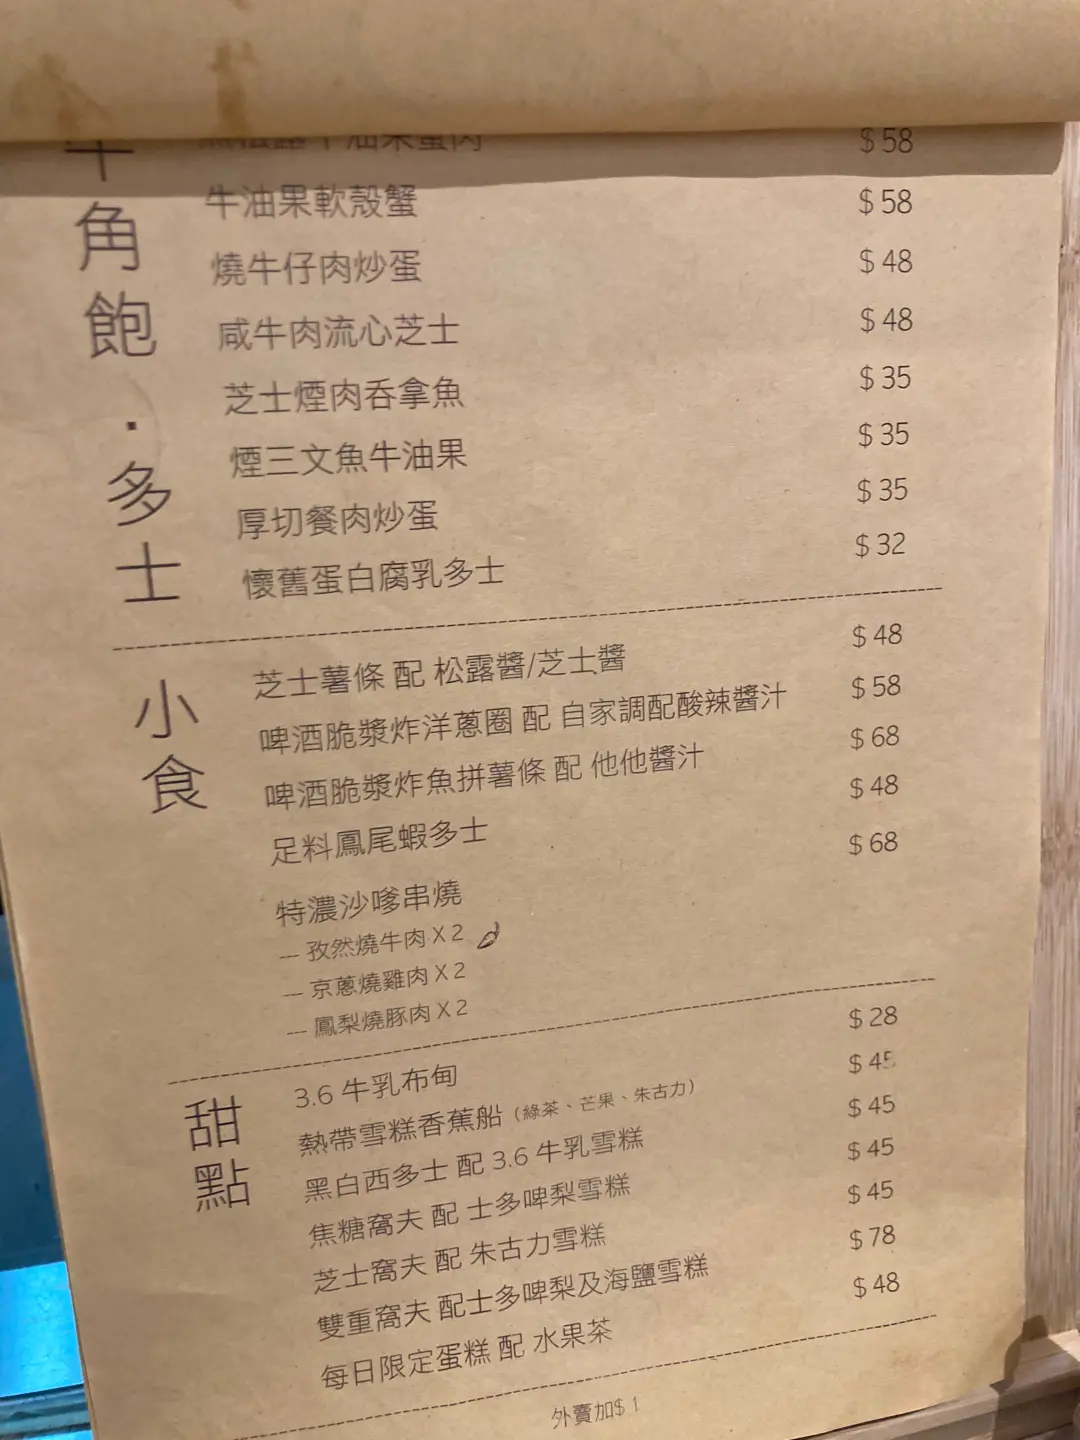 牛角飽．多士
$58
牛油果軟殼蟹 $58
燒牛仔肉炒蛋 $48
咸牛肉流心芝士 $48
芝士煙肉吞拿魚 $35
煙三文魚牛油果 $35
厚切餐肉炒蛋 $35
懷舊蛋白腐乳多士 $32
小食
芝士薯條 配 松露醬/芝士醬 $48
啤酒脆漿炸洋蔥圈 配 自家調配酸辣醬汁 $58
啤酒脆漿炸魚拼薯條 配 他他醬汁 $68
足料鳳尾蝦多士 $48
特濃沙嗲串燒 $68
— 孜然燒牛肉 X 2
— 京蔥燒雞肉 X 2
— 鳳梨燒豚肉 X 2
甜點
3.6 牛乳布甸 $28
熱帶雪糕香蕉船（綠茶、芒果、朱古力） $45
黑白西多士 配 3.6 牛乳雪糕 $45
焦糖窩夫 配 士多啤梨雪糕 $45
芝士窩夫 配 朱古力雪糕 $45
雙重窩夫 配士多啤梨及海鹽雪糕 $78
每日限定蛋糕 配 水果茶 $48
外賣加$ 1